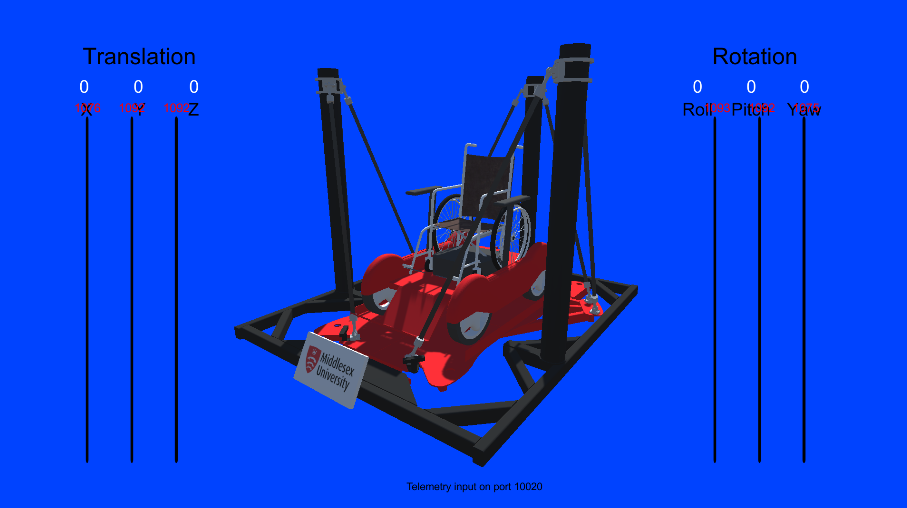 Translation
0 0 0
X Y Z
Rotation
0 0 0
Roll Pitch Yaw
Middlesex
University
Telemetry input on port 10020